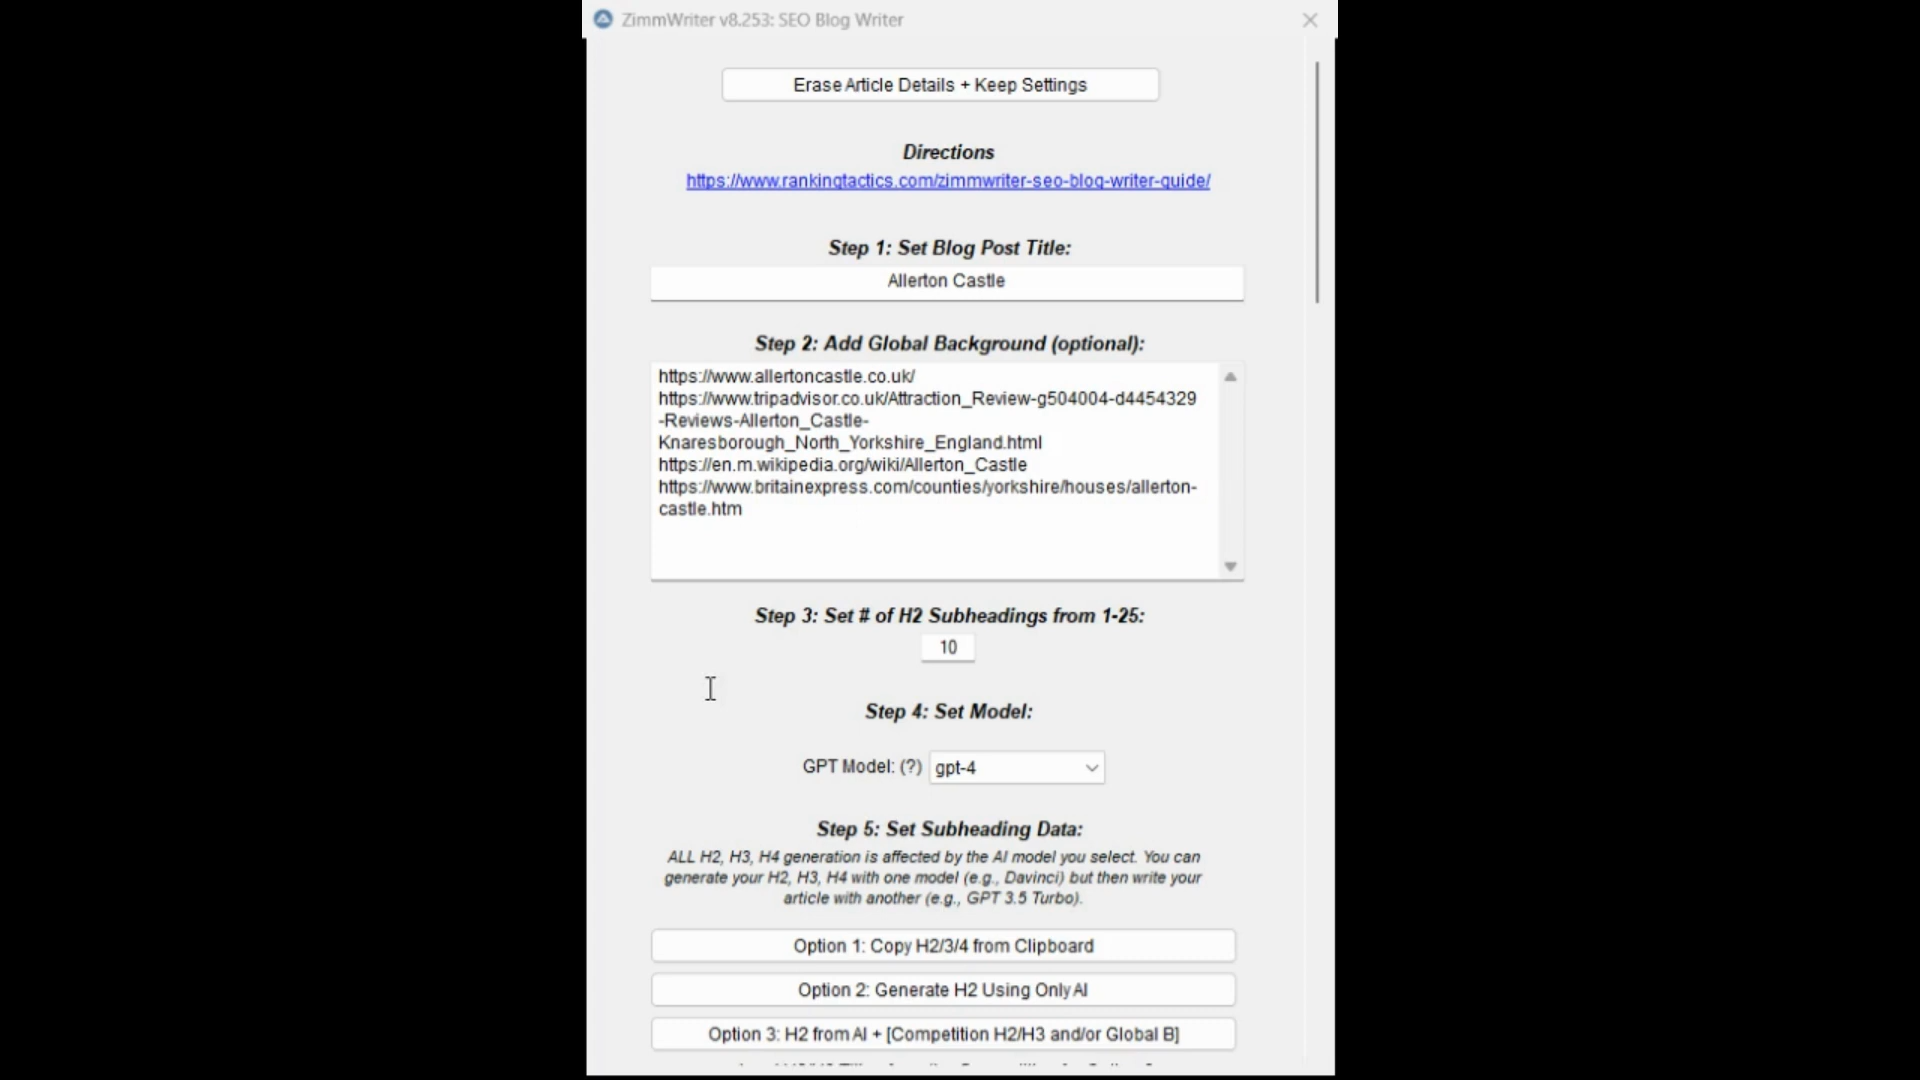 ZimmWriter v8.253: SEO Blog Writer
Erase Article Details + Keep Settings
Directions
https://www.rankingtactics.com/zimmwriter-seo-blog-writer-guide/
Step 1: Set Blog Post Title:
Allerton Castle
Step 2: Add Global Background (optional):
https://www.allertoncastle.co.uk/
https://www.tripadvisor.co.uk/Attraction_Review-g504004-d4454329
-Reviews-Allerton_Castle-
Knaresborough_North_Yorkshire_England.html
https://en.m.wikipedia.org/wiki/Allerton_Castle
https://www.britainexpress.com/counties/yorkshire/houses/allerton-
castle.htm
Step 3: Set # of H2 Subheadings from 1-25:
10
Step 4: Set Model:
GPT Model: (?) gpt-4
Step 5: Set Subheading Data:
ALL H2, H3, H4 generation is affected by the AI model you select. You can
generate your H2, H3, H4 with one model (e.g., Davinci) but then write your
article with another (e.g., GPT 3.5 Turbo).
Option 1: Copy H2/3/4 from Clipboard
Option 2: Generate H2 Using Only AI
Option 3: H2 from AI + [Competition H2/H3 and/or Global B]